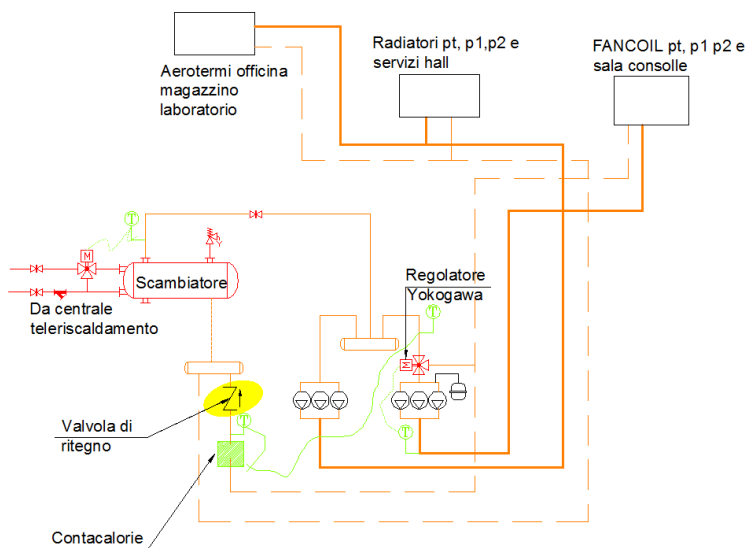 Radiatori pt, p1,p2 e
servizi hall
FANCOIL pt, p1 p2 e
sala consolle
Aerotermi officina
magazzino
laboratorio
T
M
Scambiatore
Regolatore
Yokogawa
Da centrale
teleriscaldamento
T
M
Valvola di
ritegno
T
T
Contacalorie